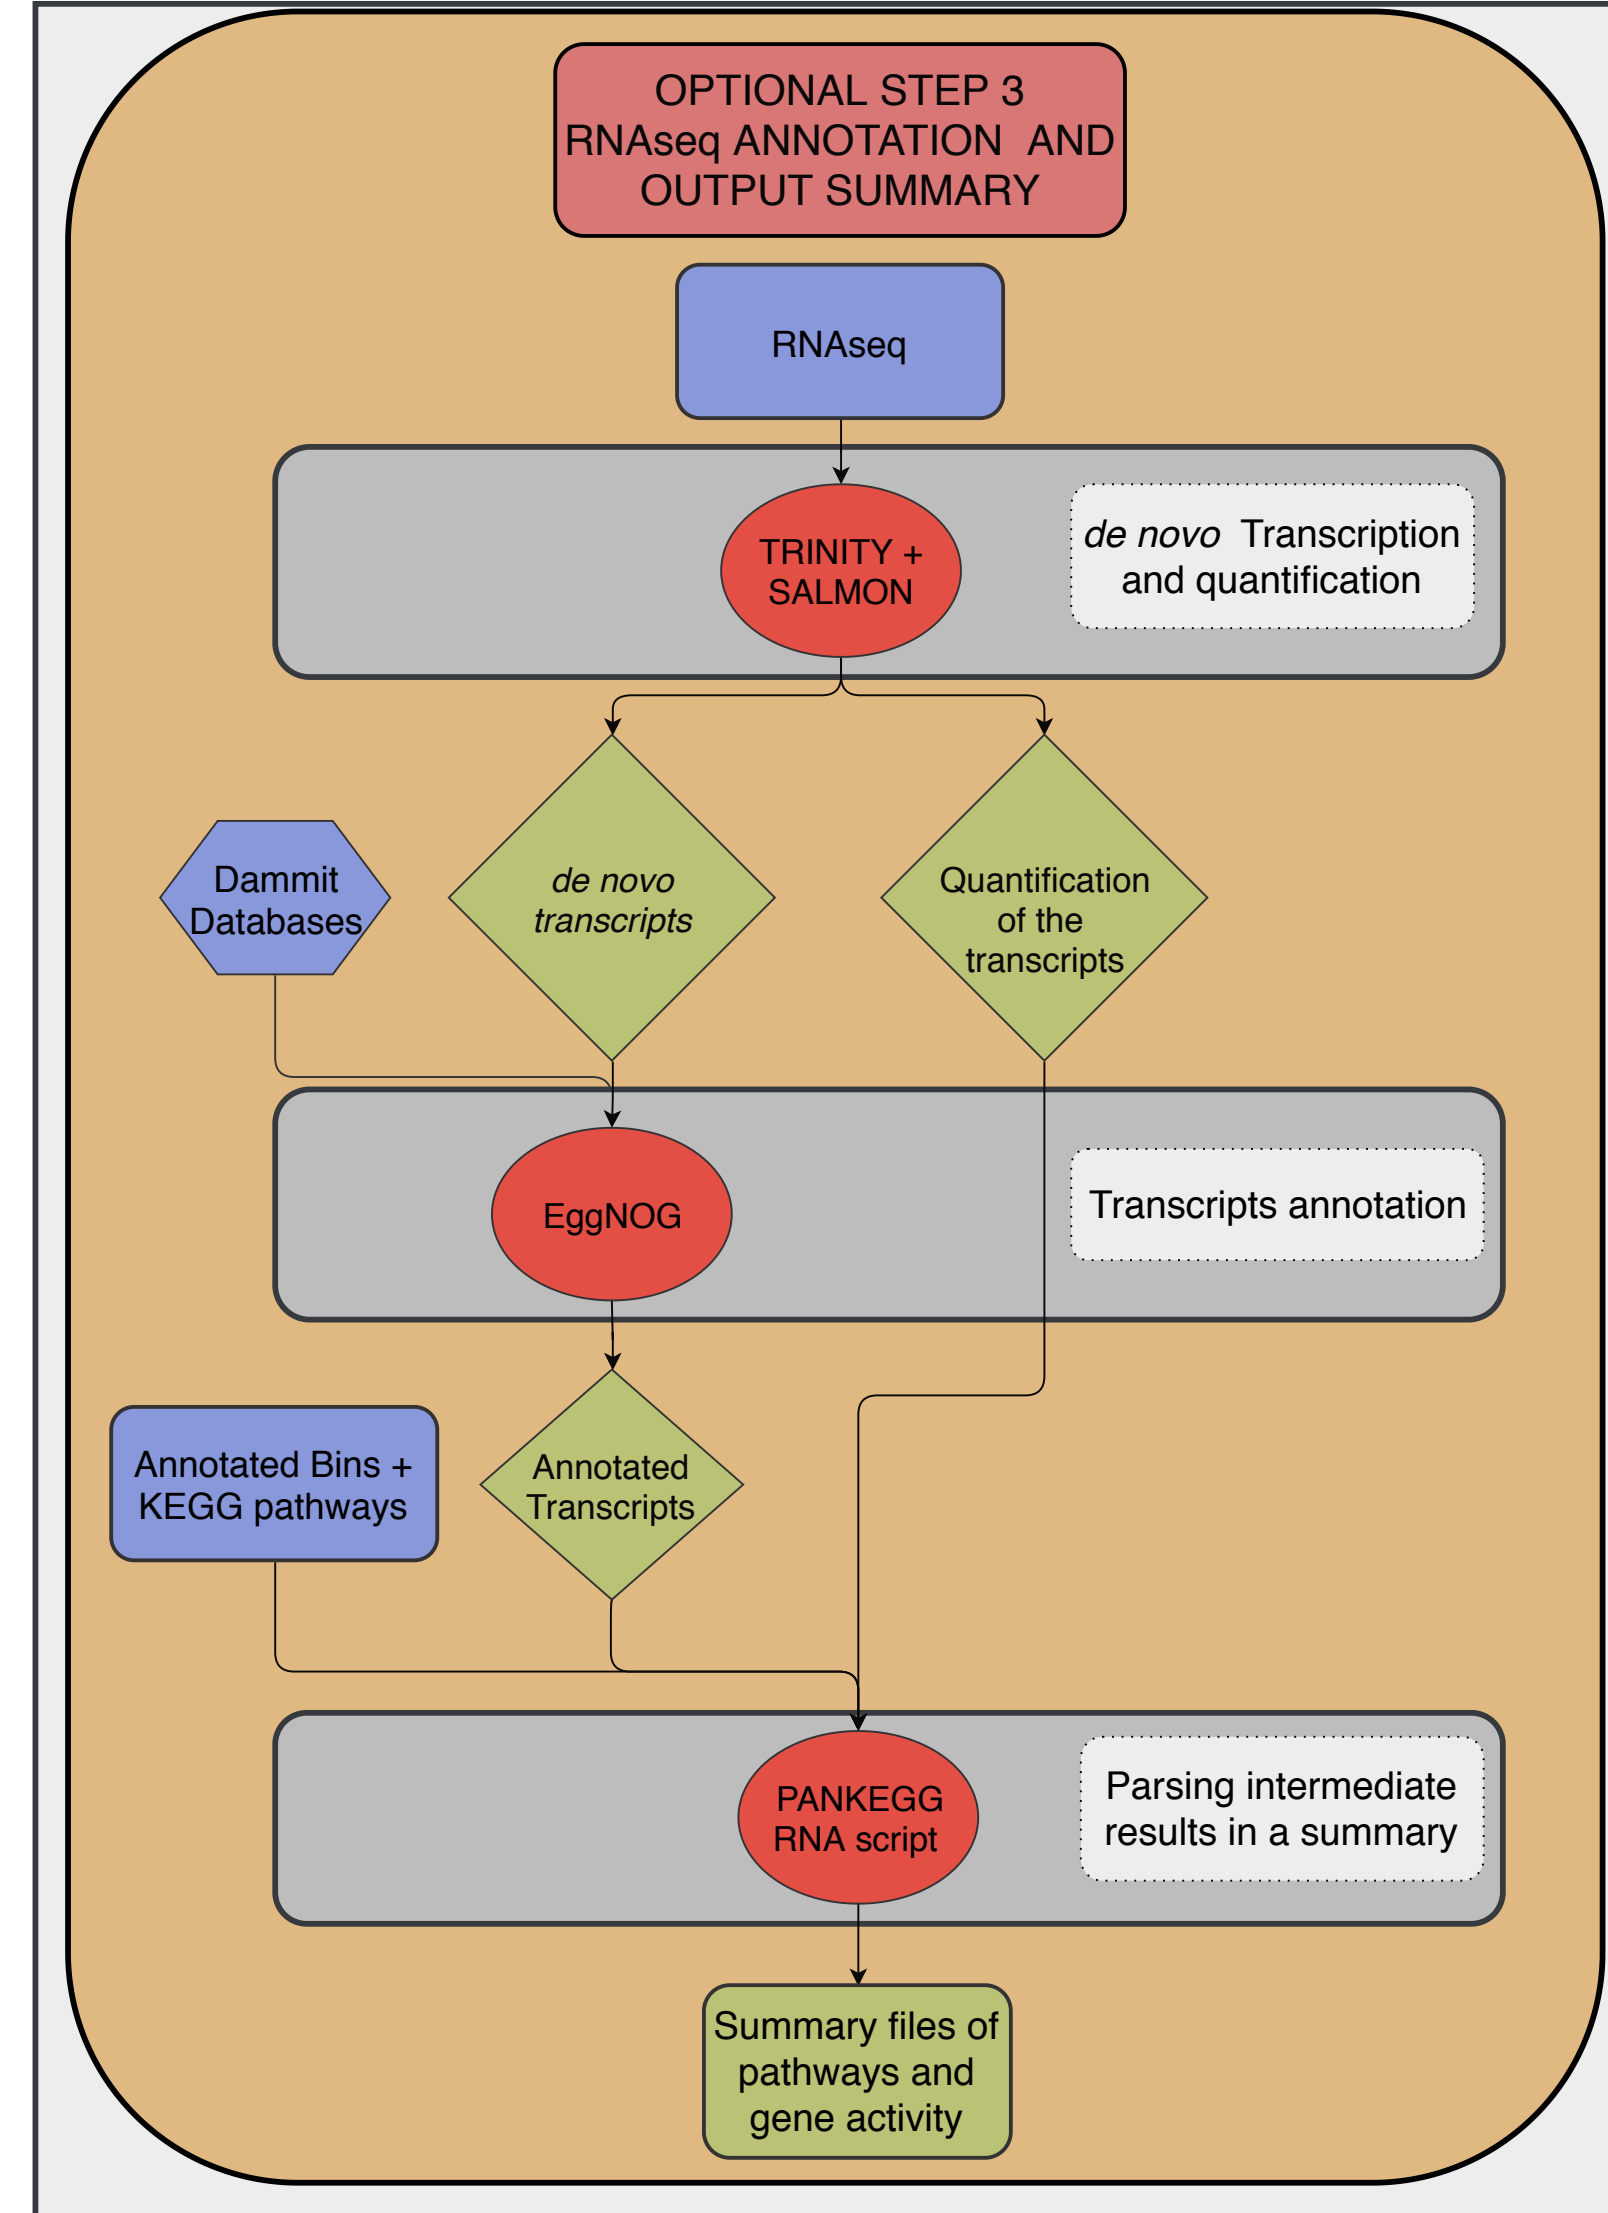 OPTIONAL STEP 3
RNAseq ANNOTATION AND
OUTPUT SUMMARY
RNAseq
TRINITY +
SALMON
de novo Transcription
and quantification
Dammit
Databases
de novo
transcripts
Quantification
of the
transcripts
EggNOG
Transcripts annotation
Annotated Bins +
KEGG pathways
Annotated
Transcripts
PANKEGG
RNA script
Parsing intermediate
results in a summary
Summary files of
pathways and
gene activity